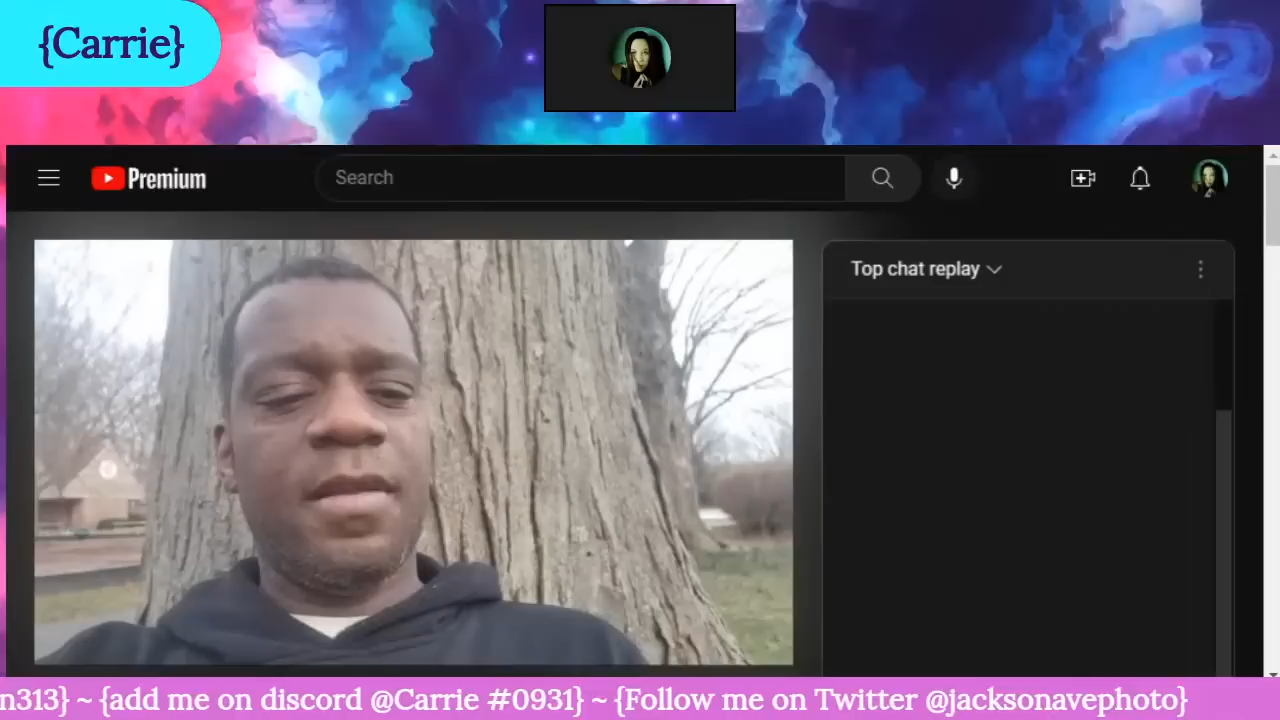 {Carrie}
Premium
Search
Top chat replay
n313} ~ {add me on discord @Carrie #0931} ~ {Follow me on Twitter @jacksonavephoto}